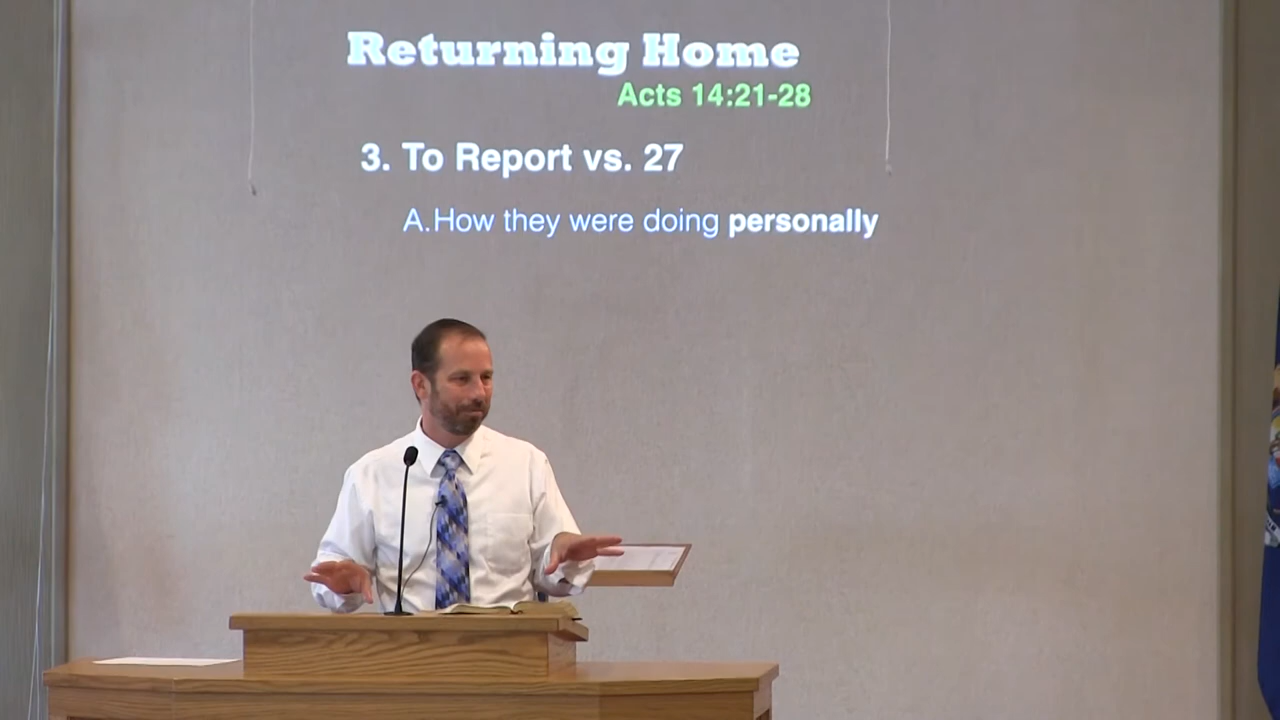 Returning Home
Acts 14:21-28
3. To Report vs. 27
A.How they were doing personally